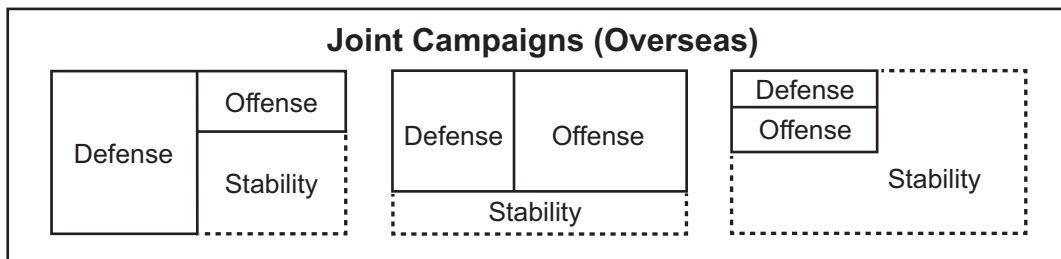 Joint Campaigns (Overseas)
Defense
Offense
Stability
Defense
Offense
Stability
Defense
Offense
Stability